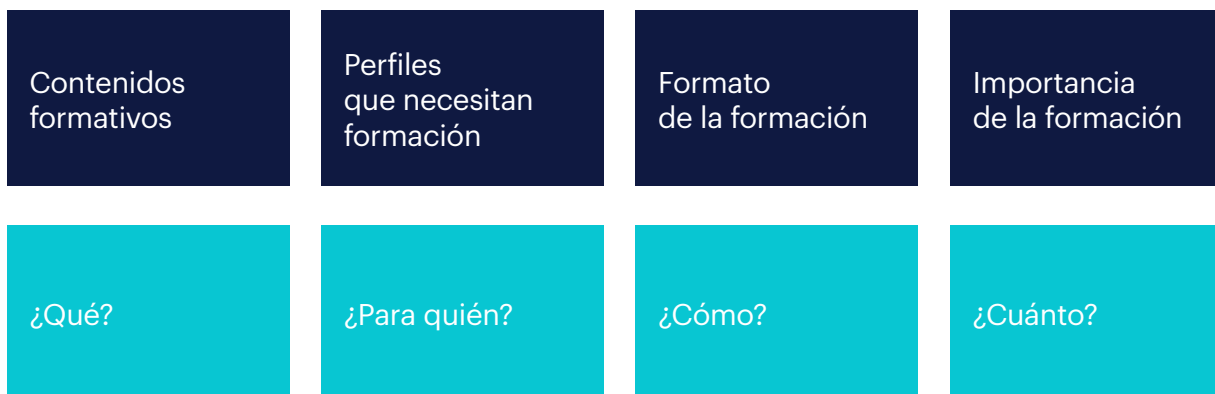 Contenidos
formativos
Perfiles
que necesitan
formación
Formato
de la formación
Importancia
de la formación
¿Qué?
¿Para quién?
¿Cómo?
¿Cuánto?